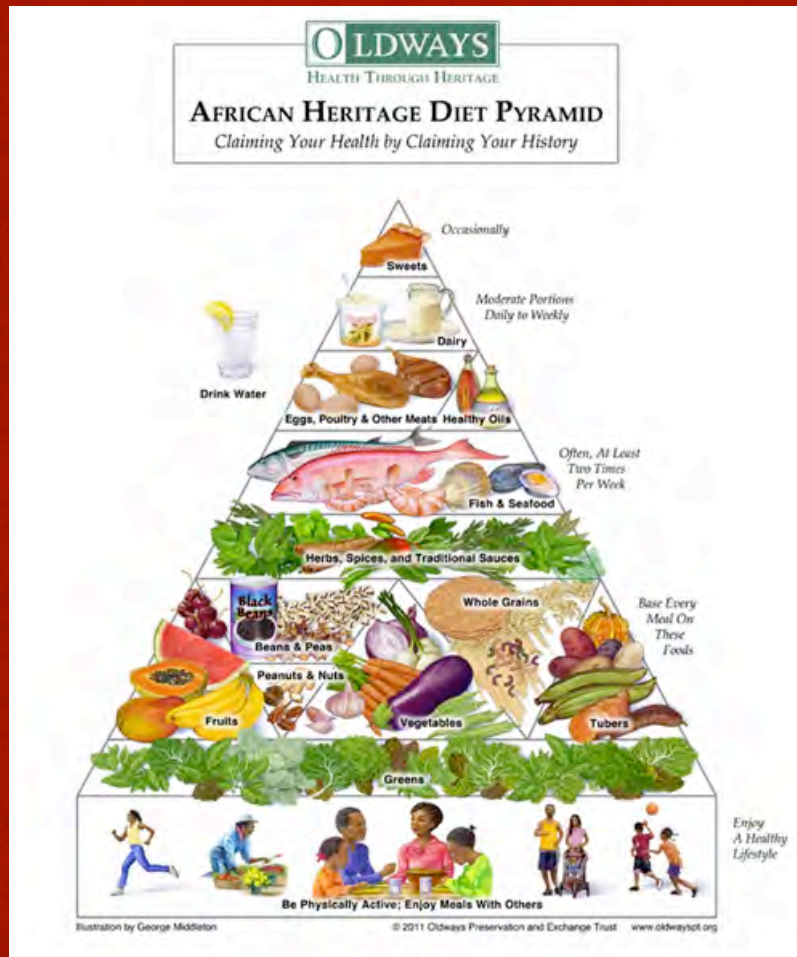 OLDWAYS
HEALTH THROUGH HERITAGE
AFRICAN HERITAGE DIET PYRAMID
Claiming Your Health by Claiming Your History
Occasionally
Sweets
Moderate Portions
Daily to Weekly
Dairy
Drink Water
Eggs, Poultry & Other Meats
Healthy Oils
Often, At Least
Two Times
Per Week
Fish & Seafood
Herbs, Spices, and Traditional Sauces
Black
Beans
Whole Grains
Base Every
Meal On
These
Foods
Beans & Peas
Peanuts & Nuts
Fruits
Vegetables
Tubers
Greens
Enjoy
A Healthy
Lifestyle
Be Physically Active; Enjoy Meals With Others
Illustration by George Middleton
© 2011 Oldways Preservation and Exchange Trust
www.oldwayspt.org